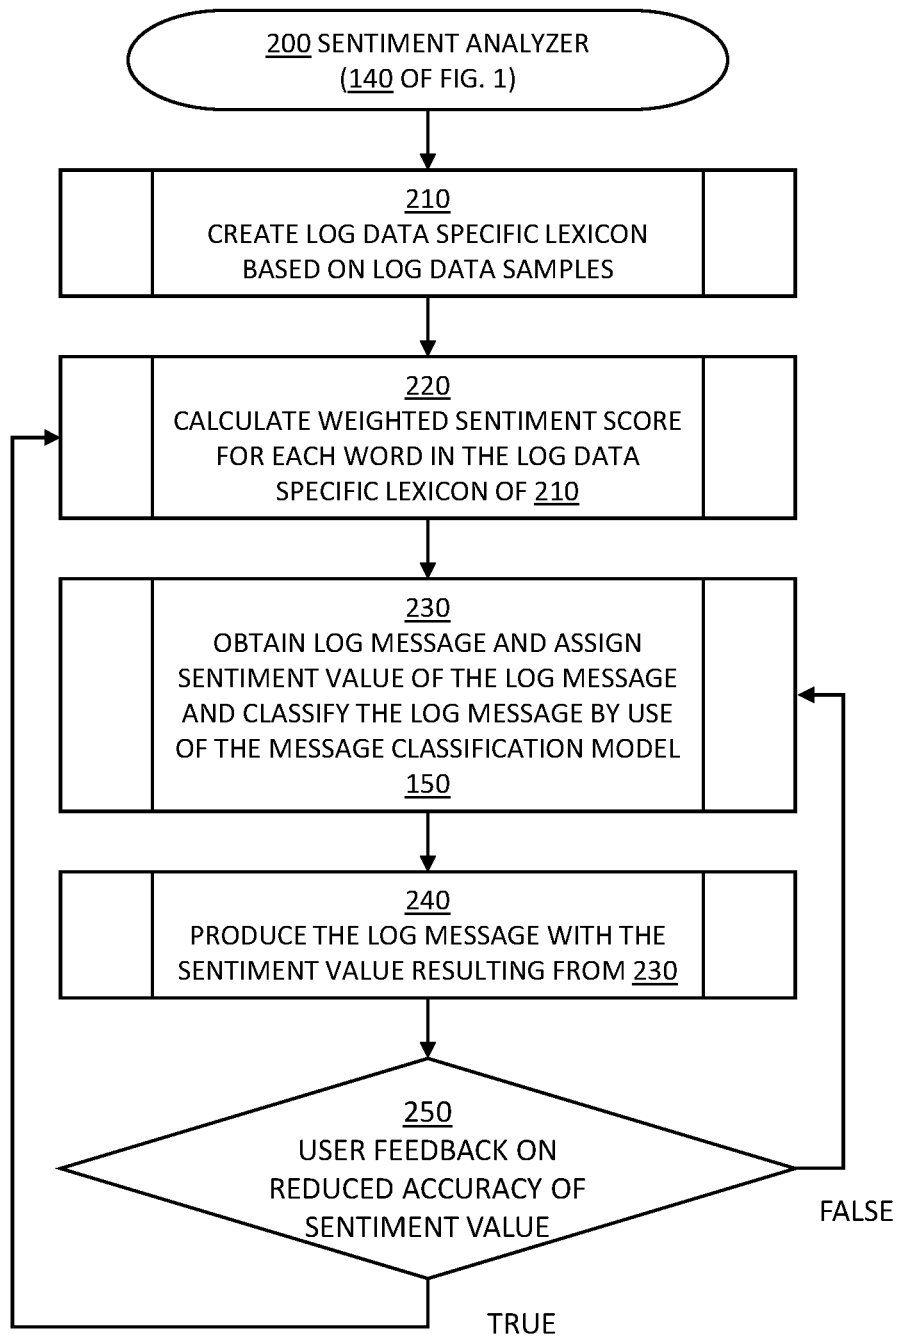 200 SENTIMENT ANALYZER
(140 OF FIG. 1)
210
CREATE LOG DATA SPECIFIC LEXICON
BASED ON LOG DATA SAMPLES
220
CALCULATE WEIGHTED SENTIMENT SCORE
FOR EACH WORD IN THE LOG DATA
SPECIFIC LEXICON OF 210
230
OBTAIN LOG MESSAGE AND ASSIGN
SENTIMENT VALUE OF THE LOG MESSAGE
AND CLASSIFY THE LOG MESSAGE BY USE
OF THE MESSAGE CLASSIFICATION MODEL
150
240
PRODUCE THE LOG MESSAGE WITH THE
SENTIMENT VALUE RESULTING FROM 230
250
USER FEEDBACK ON
REDUCED ACCURACY OF
SENTIMENT VALUE
FALSE
TRUE